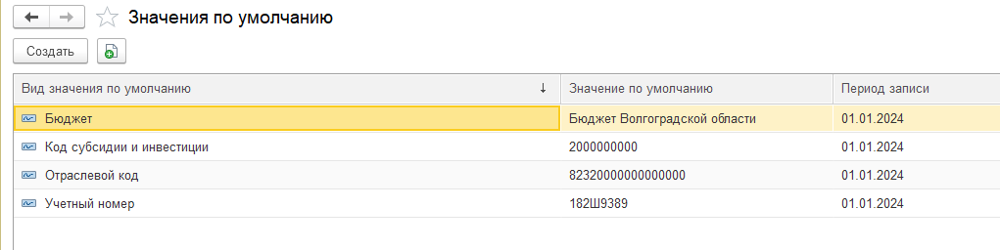 Значения по умолчанию
Создать
Вид значения по умолчанию ↓ Значение по умолчанию Период записи
Бюджет Бюджет Волгоградской области 01.01.2024
Код субсидии и инвестиции 2000000000 01.01.2024
Отраслевой код 82320000000000000 01.01.2024
Учетный номер 182Ш9389 01.01.2024